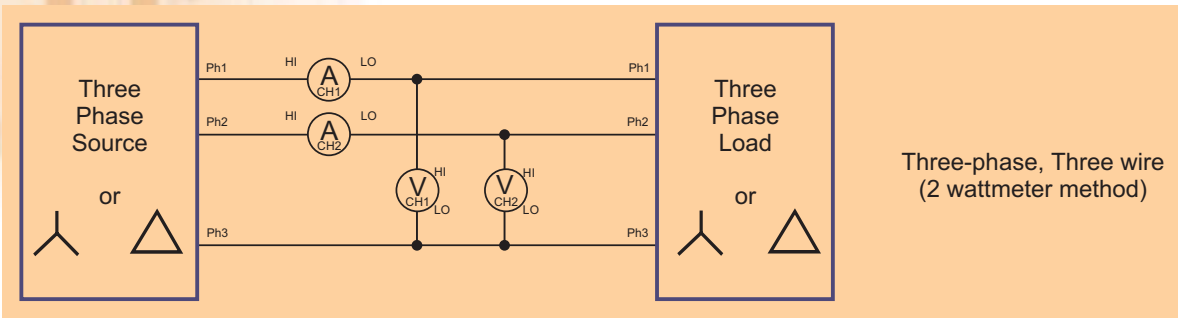 Three
Phase
Source
or
Ph1
HI
A
CH1
LO
Ph1
Ph2
HI
A
CH2
LO
Ph2
V
CH1
HI
LO
V
CH2
HI
LO
Ph3
Ph3
Three
Phase
Load
or
Three-phase, Three wire
(2 wattmeter method)